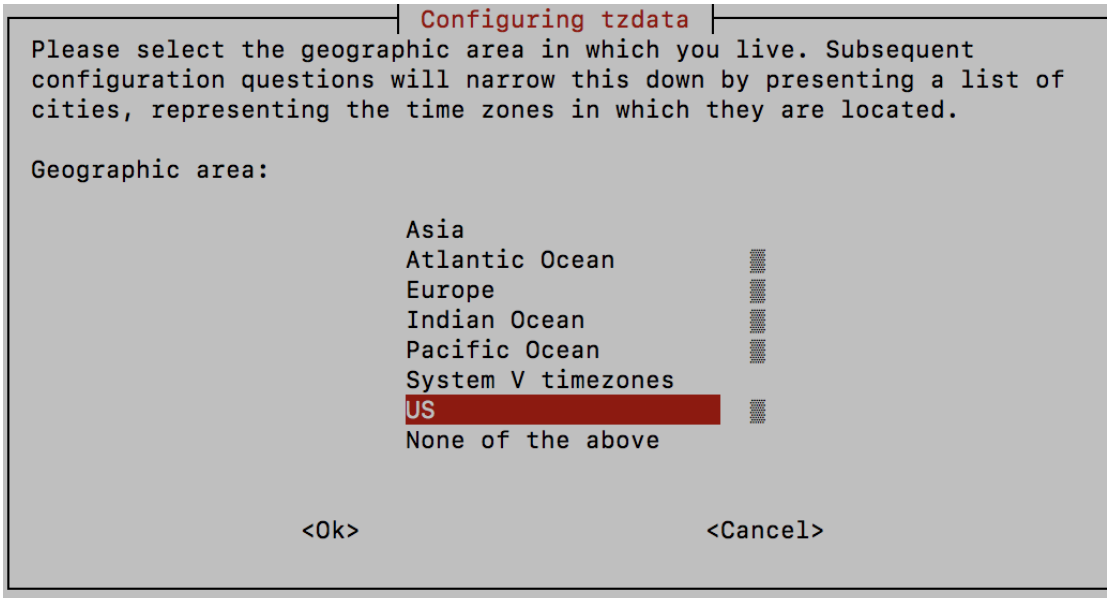 Configuring tzdata
Please select the geographic area in which you live. Subsequent
configuration questions will narrow this down by presenting a list of
cities, representing the time zones in which they are located.
Geographic area:
Asia
Atlantic Ocean
Europe
Indian Ocean
Pacific Ocean
System V timezones
US
None of the above
<Ok> <Cancel>